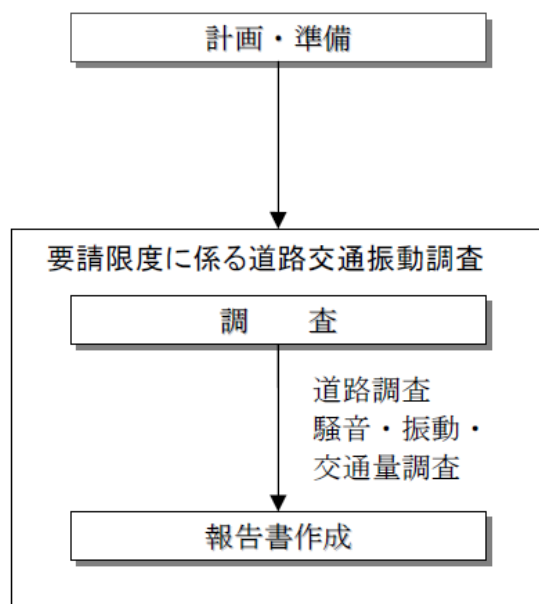 計画・準備
要請限度に係る道路交通振動調査
調　　査
道路調査
騒音・振動・
交通量調査
報告書作成